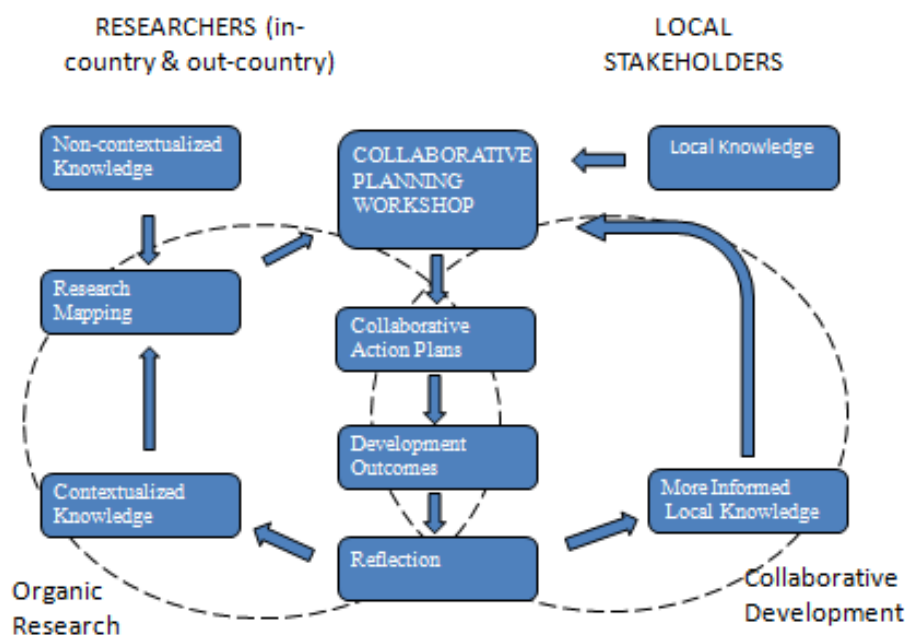 RESEARCHERS (in-
country & out-country)
LOCAL
STAKEHOLDERS
Non-contextualized
Knowledge
COLLABORATIVE
PLANNING
WORKSHOP
Local Knowledge
Research
Mapping
Collaborative
Action Plans
Development
Outcomes
Contextualized
Knowledge
More Informed
Local Knowledge
Reflection
Organic
Research
Collaborative
Development